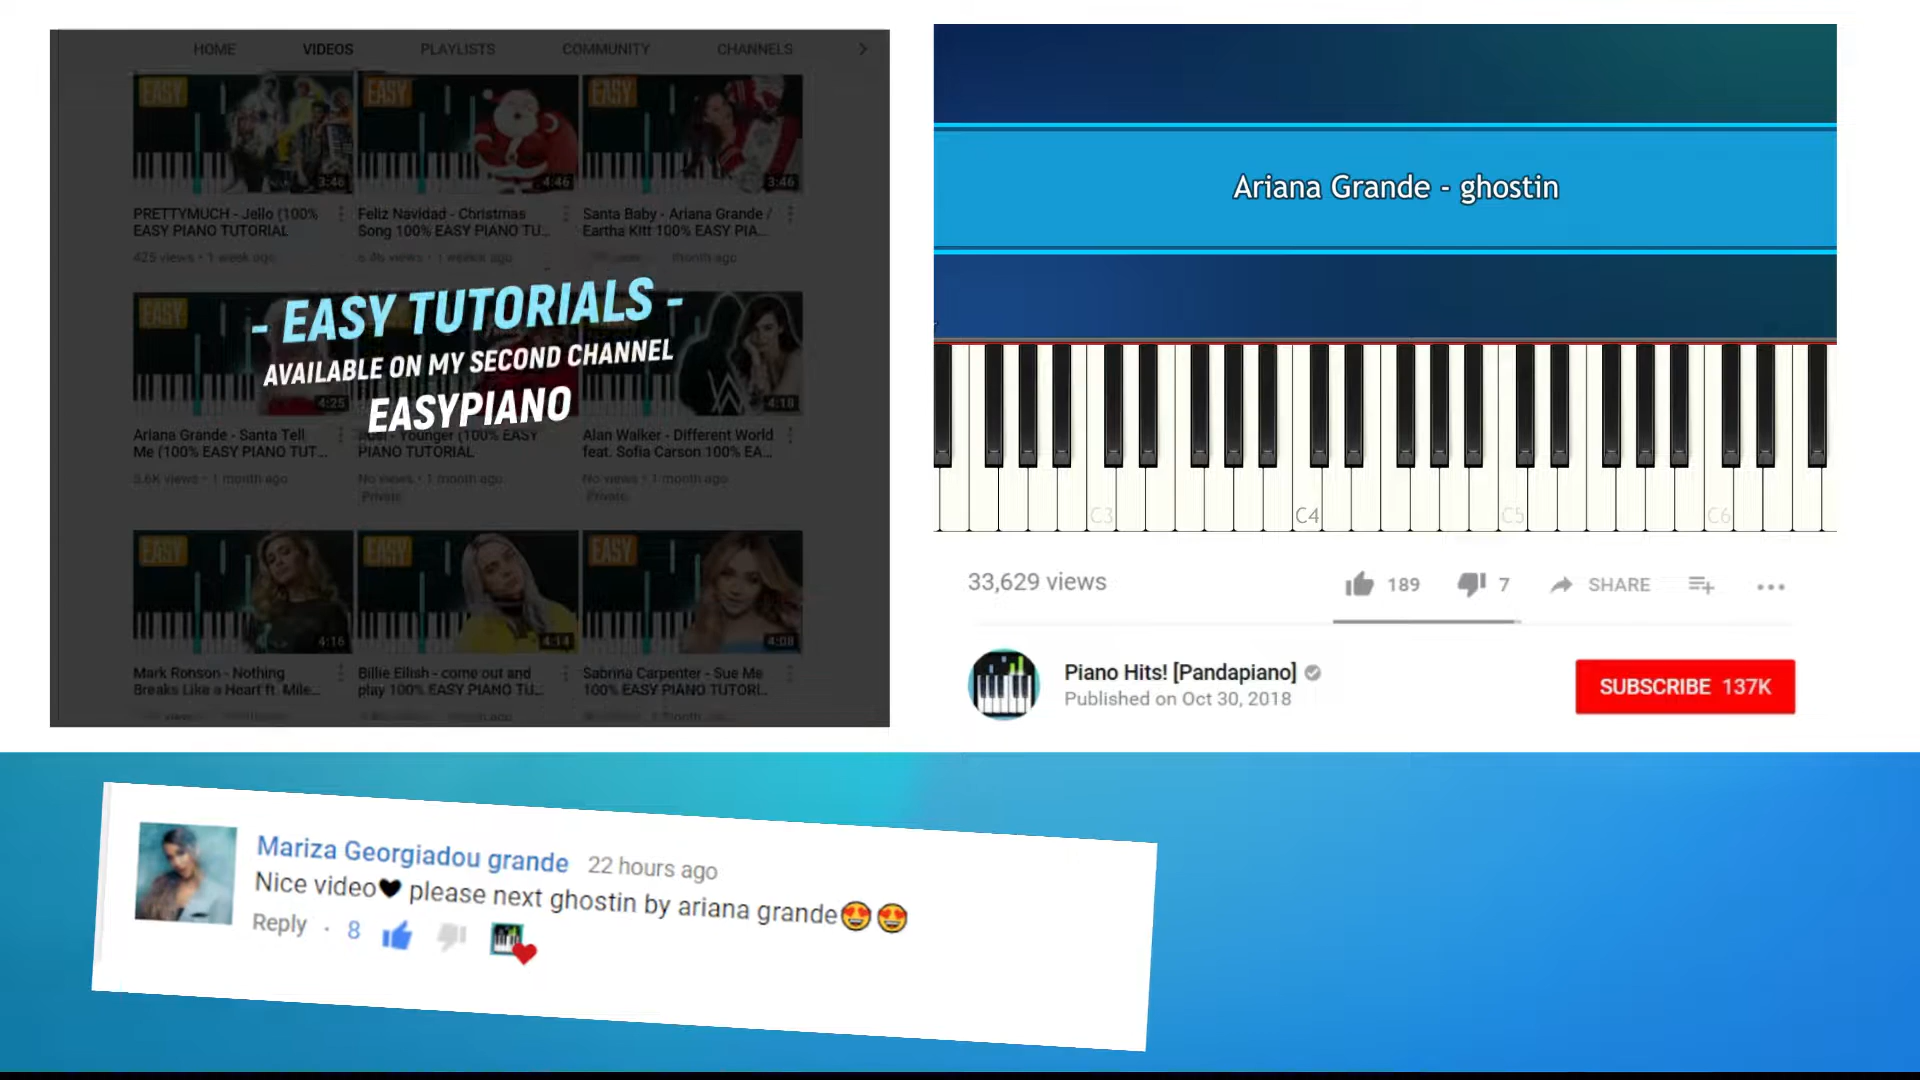 HOME VIDEOS PLAYLISTS COMMUNITY CHANNELS
EASY EASY EASY
3:46 4:46 3:46
PRETTYMUCH - Jello (100%
EASY PIANO TUTORIAL
425 views • 1 week ago
Feliz Navidad - Christmas
Song 100% EASY PIANO TU...
Santa Baby - Ariana Grande /
Eartha Kitt 100% EASY PIA...
month ago
EASY
- EASY TUTORIALS -
AVAILABLE ON MY SECOND CHANNEL
EASYPIANO
4:25 4:18
Ariana Grande - Santa Tell
Me (100% EASY PIANO TUT...
3.6K views • 1 month ago
- Younger (100% EASY
PIANO TUTORIAL
No views • 1 month ago
Private
Alan Walker - Different World
feat. Sofia Carson 100% EA...
No views • 1 month ago
Private
EASY EASY EASY
4:16 4:14 4:08
Mark Ronson - Nothing
Breaks Like a Heart ft. Mile...
Billie Eilish - come out and
play 100% EASY PIANO TU...
Sabrina Carpenter - Sue Me
100% EASY PIANO TUTORI..
Ariana Grande - ghostin
C3 C4 C5 C6
33,629 views
189 7 SHARE
Piano Hits! [Pandapiano]
Published on Oct 30, 2018
SUBSCRIBE 137K
Mariza Georgiadou grande 22 hours ago
Nice video🖤 please next ghostin by ariana grande😍😍
Reply · 8